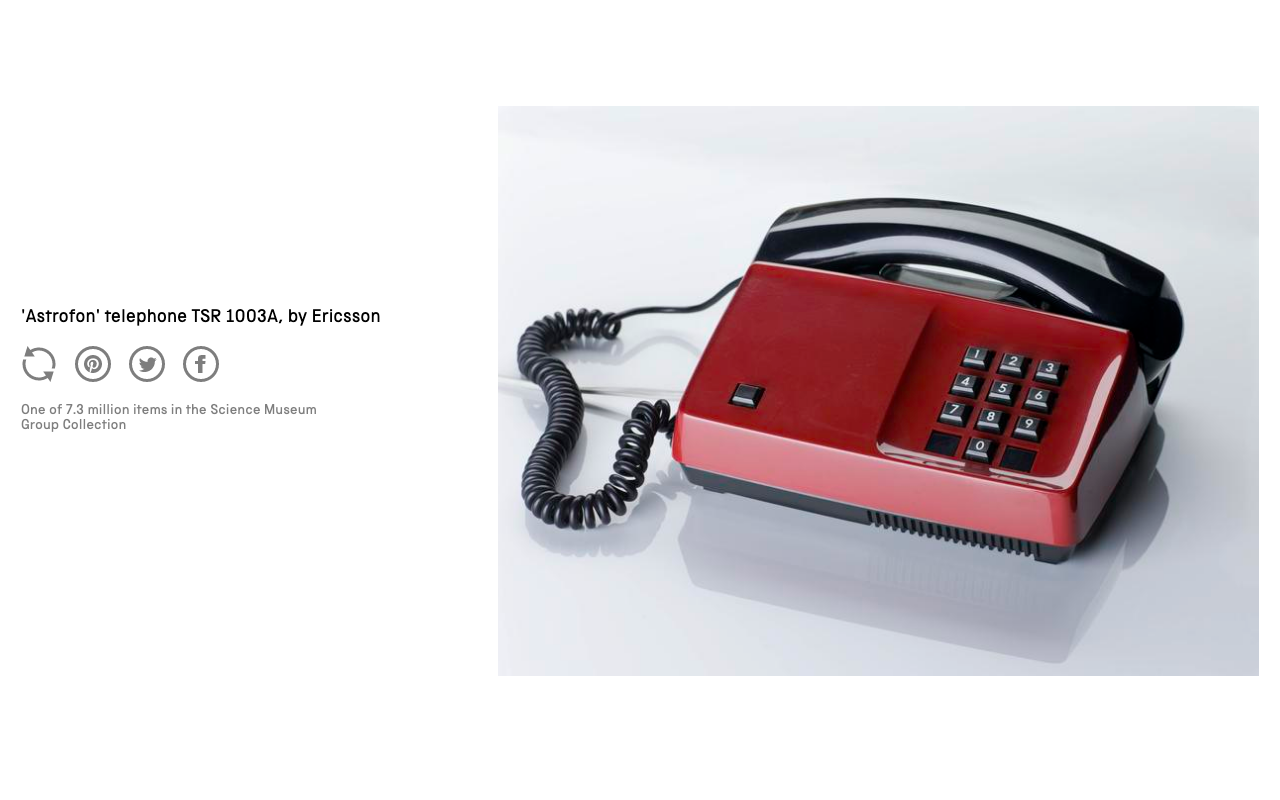 'Astrofon' telephone TSR 1003A, by Ericsson
One of 7.3 million items in the Science Museum
Group Collection
1 2 3
4 5 6
7 8 9
0